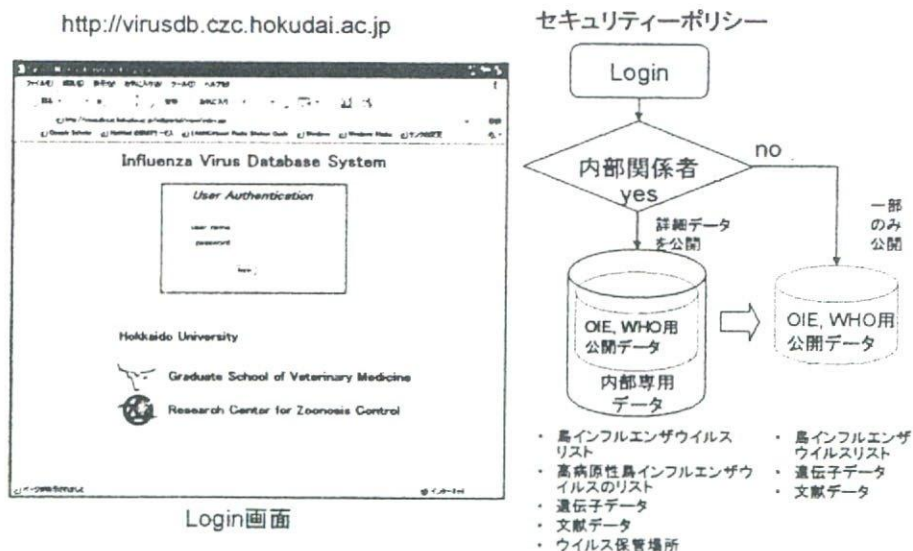 http://virusdb.czc.hokudai.ac.jp
Influenza Virus Database System
User Authentication
user name
password
Hokkaido University
Graduate School of Veterinary Medicine
Research Center for Zoonosis Control
Login画面
セキュリティーポリシー
Login
内部関係者
yes
no
詳細データ
を公開
一部
のみ
公開
OIE, WHO用
公開データ
内部専用
データ
OIE, WHO用
公開データ
・ 鳥インフルエンザウイルス
リスト
・ 高病原性鳥インフルエンザウ
イルスのリスト
・ 遺伝子データ
・ 文献データ
・ ウイルス保管場所
・ 鳥インフルエンザ
ウイルスリスト
・ 遺伝子データ
・ 文献データ